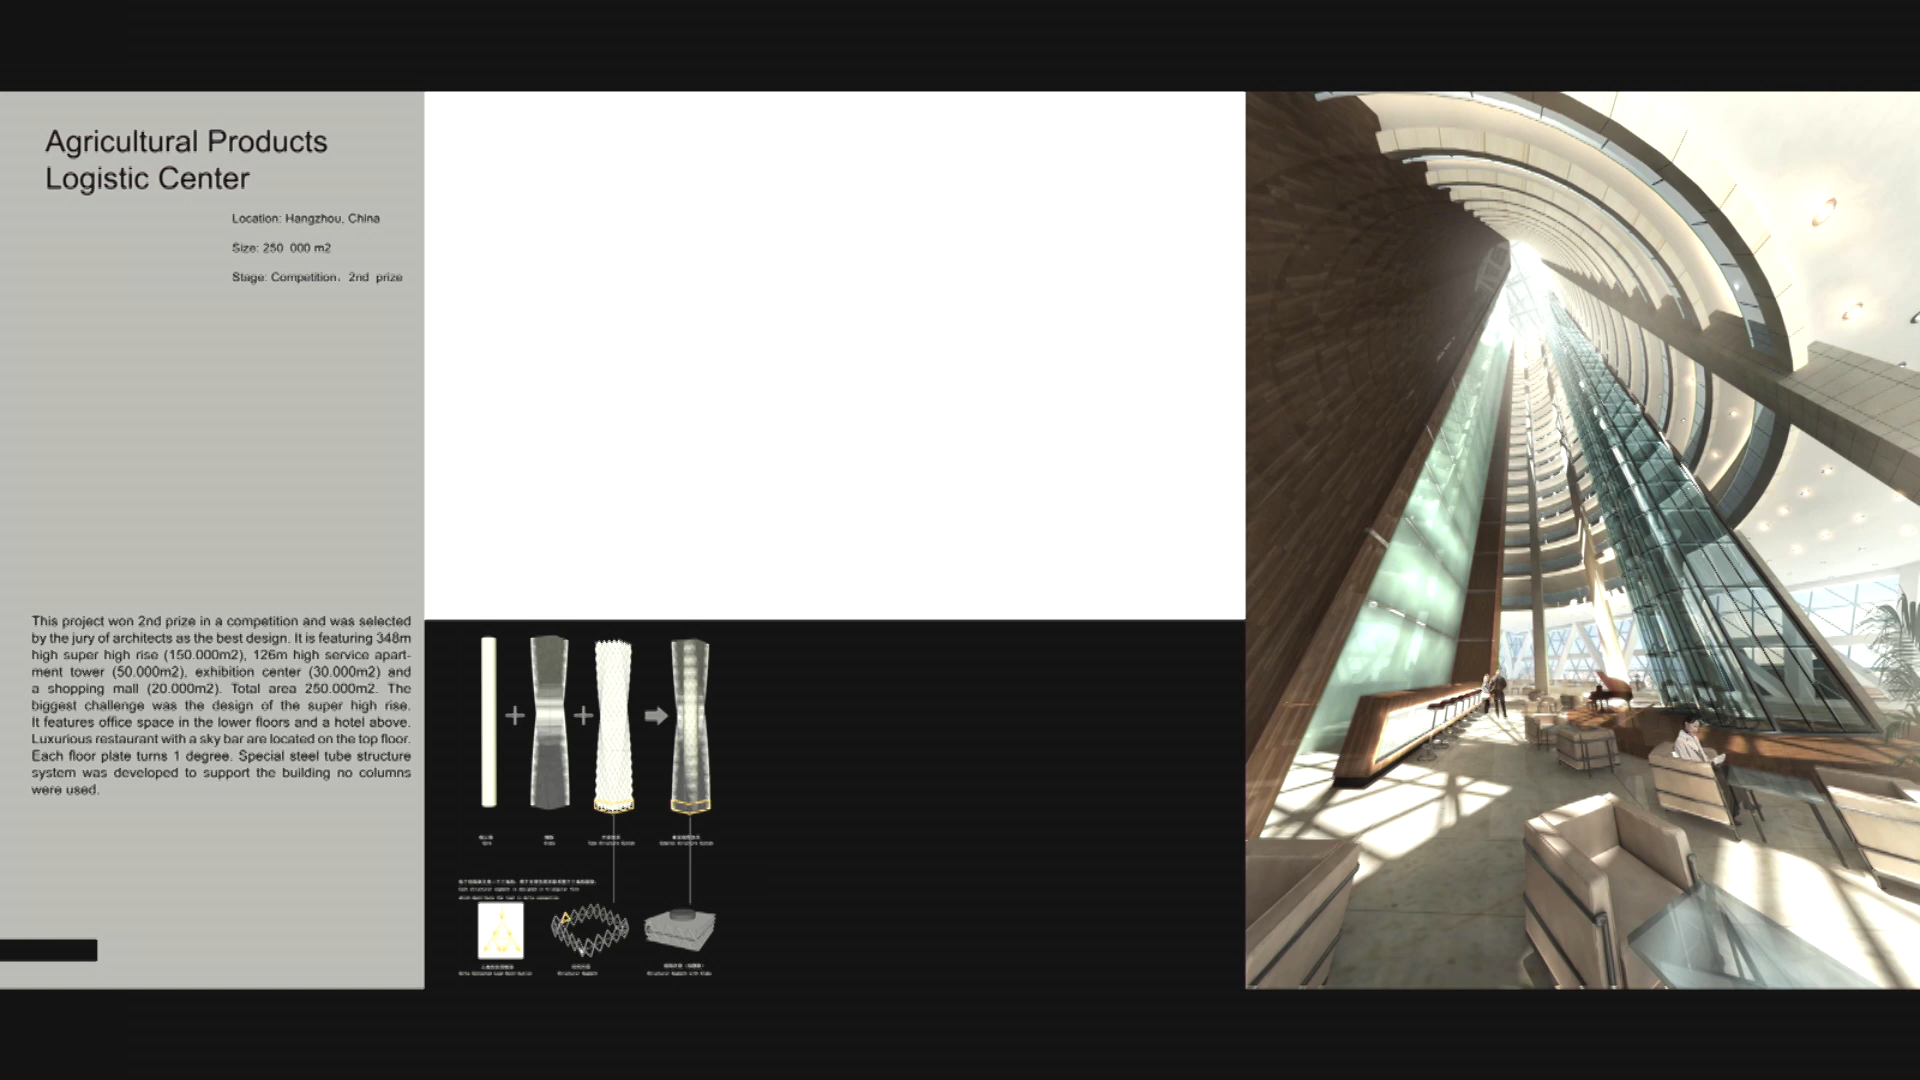 Agricultural Products
Logistic Center
Location: Hangzhou, China
Size: 250 000 m2
Stage: Competition, 2nd prize
This project won 2nd prize in a competition and was selected
by the jury of architects as the best design. It is featuring 348m
high super high rise (150.000m2), 126m high service apart-
ment tower (50.000m2), exhibition center (30.000m2) and
a shopping mall (20.000m2). Total area 250.000m2. The
biggest challenge was the design of the super high rise.
It features office space in the lower floors and a hotel above.
Luxurious restaurant with a sky bar are located on the top floor.
Each floor plate turns 1 degree. Special steel tube structure
system was developed to support the building no columns
were used.